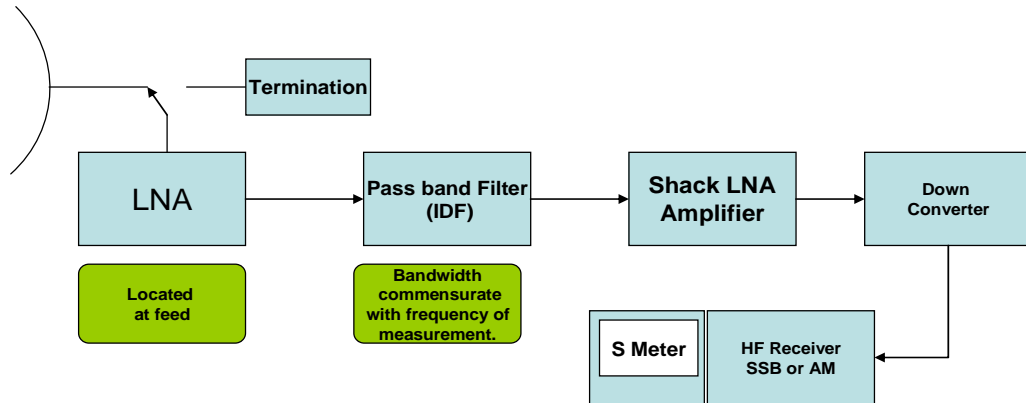 Termination
LNA
Pass band Filter
(IDF)
Shack LNA
Amplifier
Down
Converter
Located
at feed
Bandwidth
commensurate
with frequency of
measurement.
S Meter
HF Receiver
SSB or AM